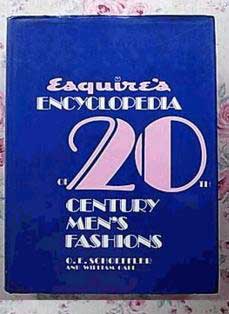 Esquire's
ENCYCLOPEDIA
OF 20TH
CENTURY
MEN'S
FASHIONS
O. E. SCHOEFFLER
AND WILLIAM GALE